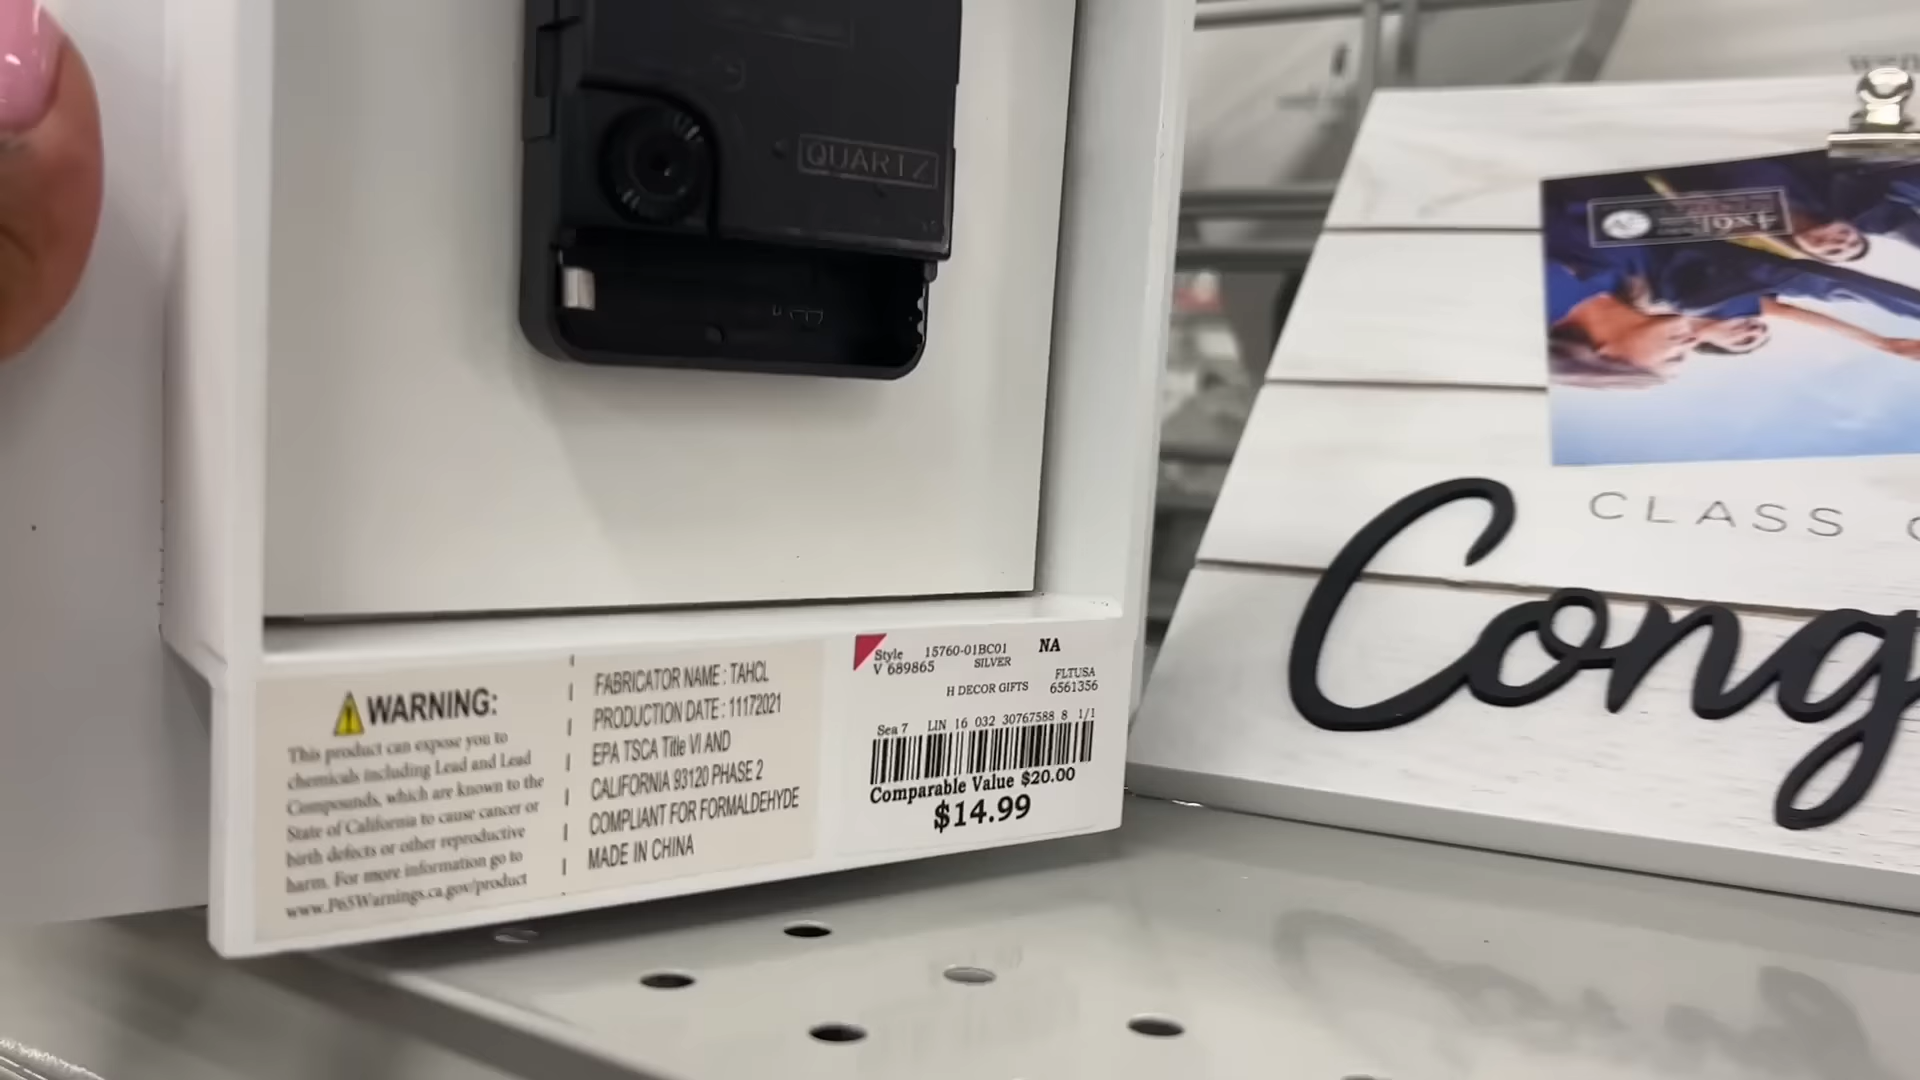 QUARTZ
WARNING:
This product can expose you to
chemicals including Lead and Lead
Compounds, which are known to the
State of California to cause cancer or
birth defects or other reproductive
harm. For more information go to
www.P65Warnings.ca.gov/product
FABRICATOR NAME : TAHCL
PRODUCTION DATE : 11172021
EPA TSCA Title VI AND
CALIFORNIA 93120 PHASE 2
COMPLIANT FOR FORMALDEHYDE
MADE IN CHINA
Style 15760-01BC01 NA
V 689865 SILVER
FLTUSA
H DECOR GIFTS 6561356
Sea 7 LIN 16 032 30767588 8 1/1
Comparable Value $20.00
$14.99
4x6
CLASS
Cong